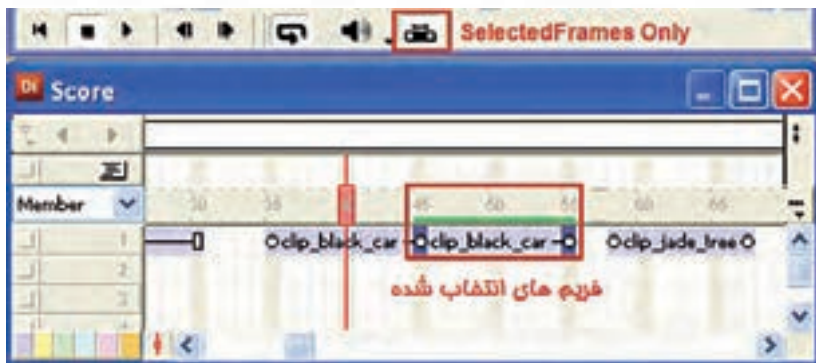 SelectedFrames Only
Di Score
Member 30 35 45 50 55 60 65
1 clip_black_car clip_black_car clip_jade_tree
2
3
فریم های انتخاب شده